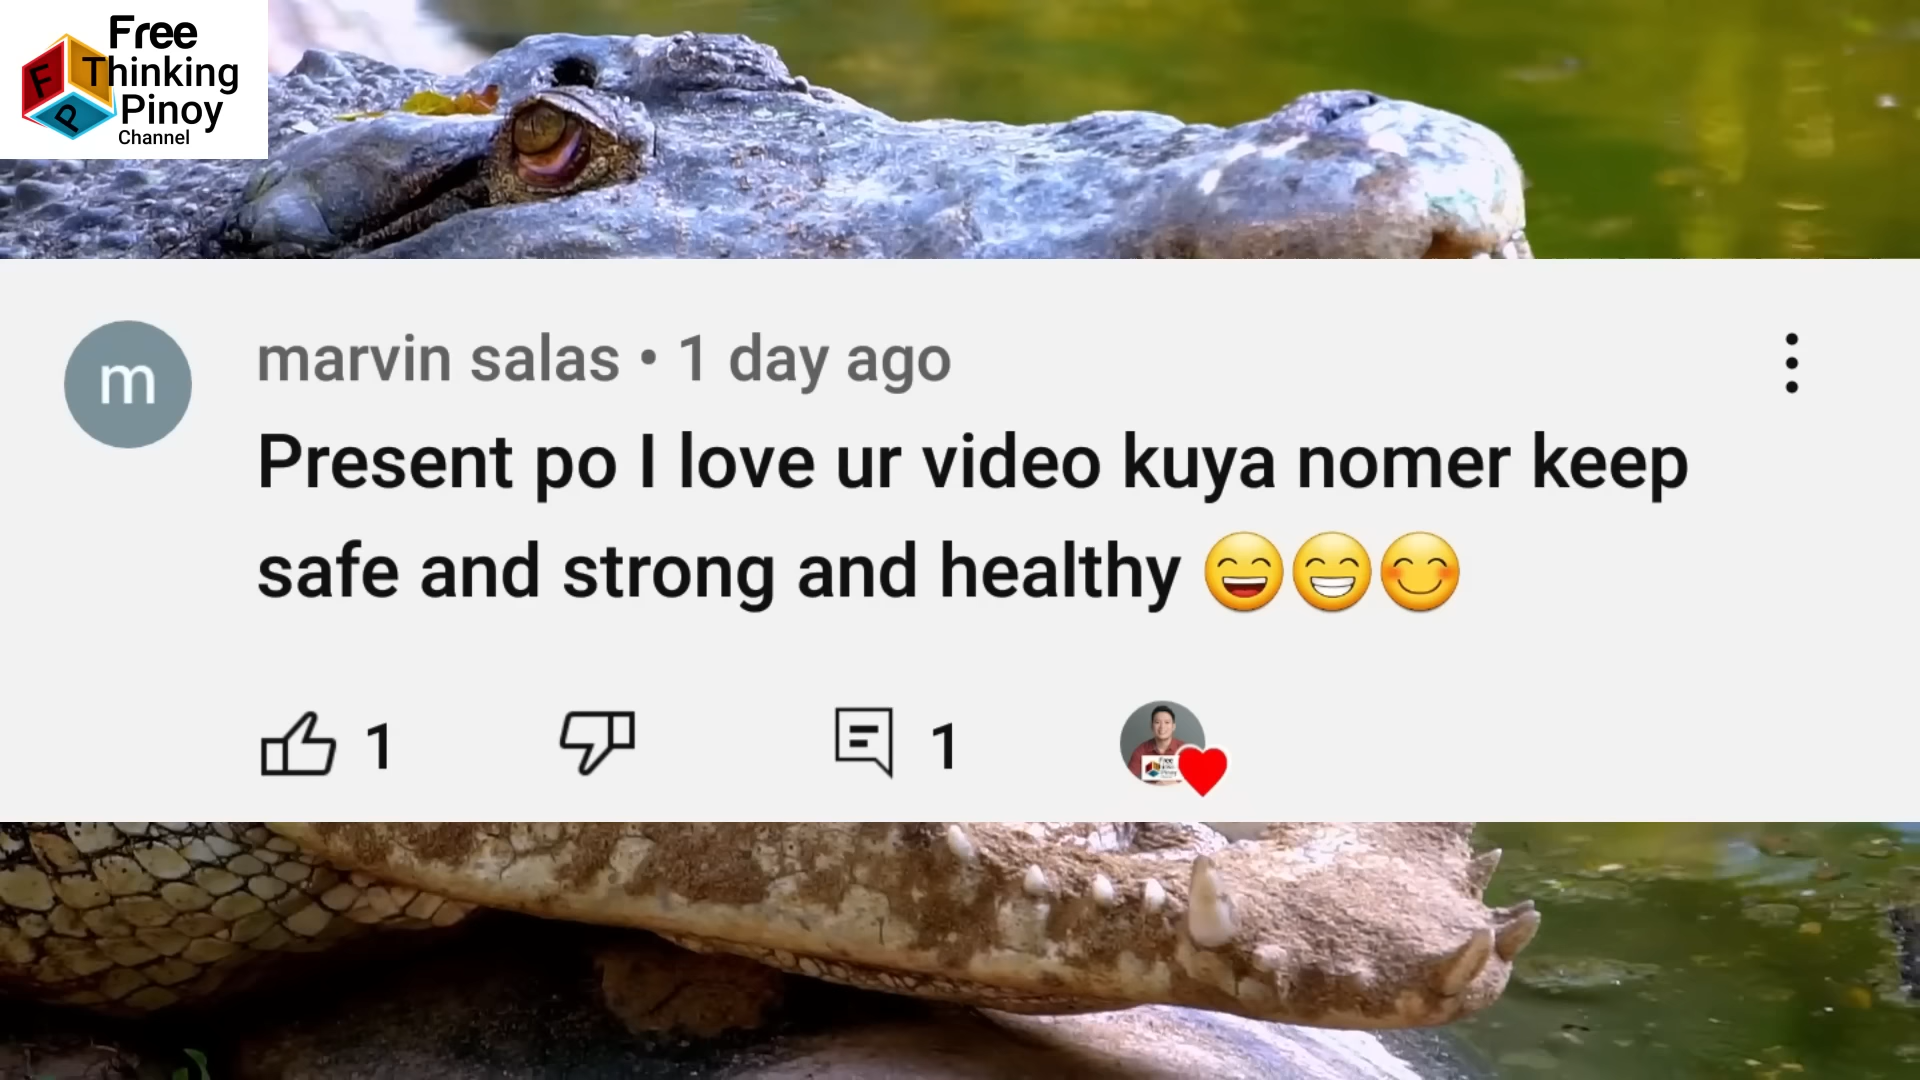 Free
Thinking
Pinoy
Channel
F
P
m
marvin salas • 1 day ago
Present po I love ur video kuya nomer keep
safe and strong and healthy 😄😁😊
1
1